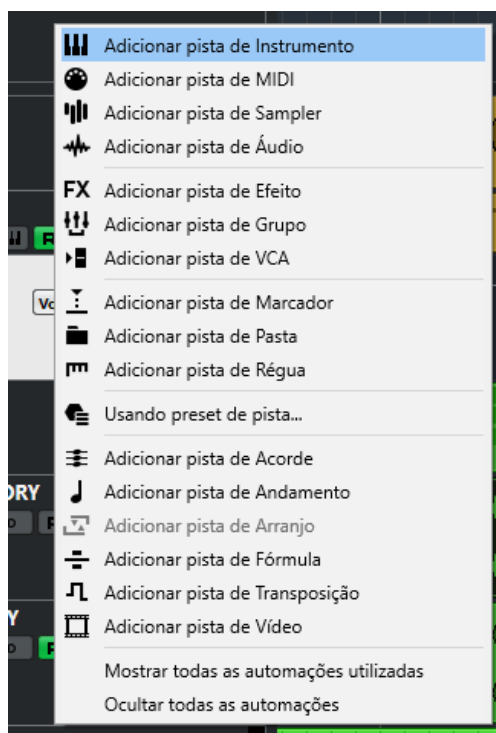 Adicionar pista de Instrumento
Adicionar pista de MIDI
Adicionar pista de Sampler
Adicionar pista de Áudio
FX Adicionar pista de Efeito
Adicionar pista de Grupo
R
Adicionar pista de VCA
Adicionar pista de Marcador
Adicionar pista de Pasta
Adicionar pista de Régua
Usando preset de pista...
Adicionar pista de Acorde
Adicionar pista de Andamento
Adicionar pista de Arranjo
Adicionar pista de Fórmula
Adicionar pista de Transposição
Adicionar pista de Vídeo
Mostrar todas as automações utilizadas
Ocultar todas as automações